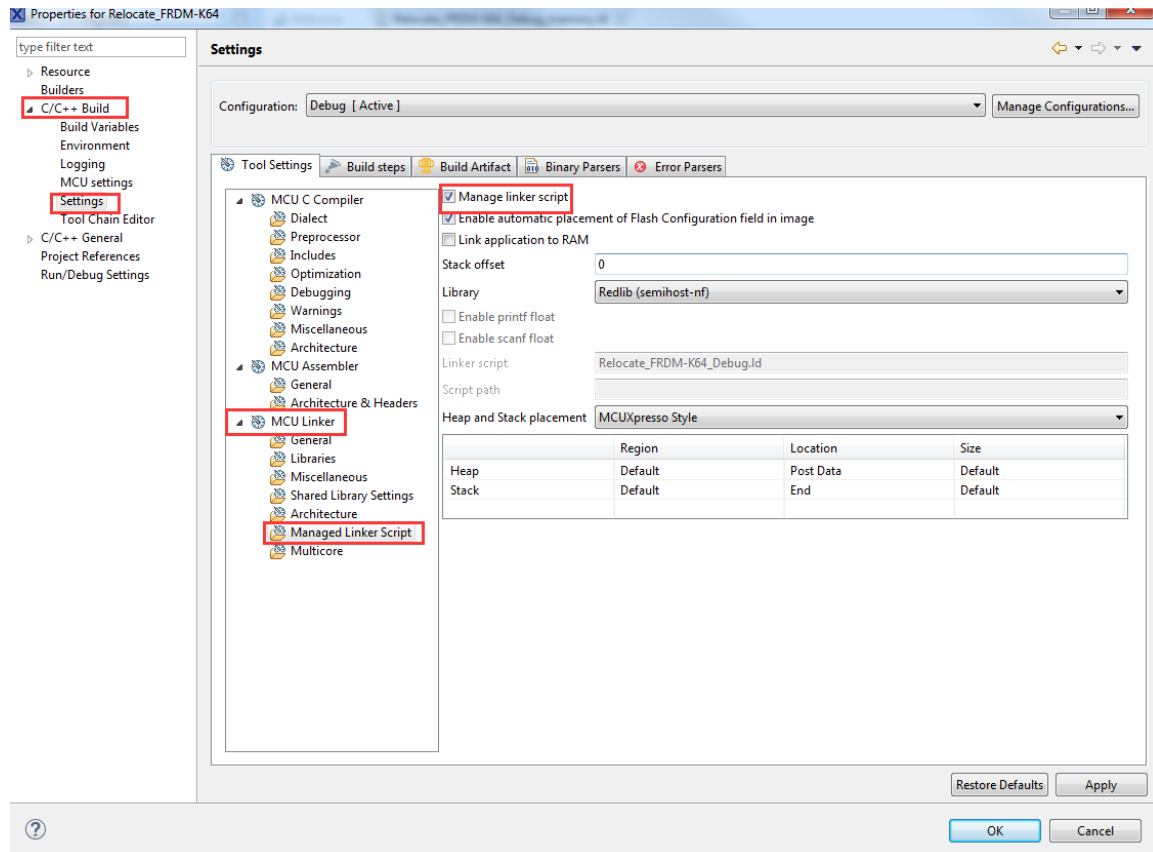 Properties for Relocate_FRDM-K64
type filter text
Resource
Builders
C/C++ Build
Build Variables
Environment
Logging
MCU settings
Settings
Tool Chain Editor
C/C++ General
Project References
Run/Debug Settings
Settings
Configuration: Debug [ Active ] Manage Configurations...
Tool Settings Build steps Build Artifact Binary Parsers Error Parsers
MCU C Compiler
Dialect
Preprocessor
Includes
Optimization
Debugging
Warnings
Miscellaneous
Architecture
MCU Assembler
General
Architecture & Headers
MCU Linker
General
Libraries
Miscellaneous
Shared Library Settings
Architecture
Managed Linker Script
Multicore
Manage linker script
Enable automatic placement of Flash Configuration field in image
Link application to RAM
Stack offset 0
Library Redlib (semihost-nf)
Enable printf float
Enable scanf float
Linker script Relocate_FRDM-K64_Debug.ld
Script path
Heap and Stack placement MCUXpresso Style
Region Location Size
Heap Default Post Data Default
Stack Default End Default
Restore Defaults Apply
OK Cancel